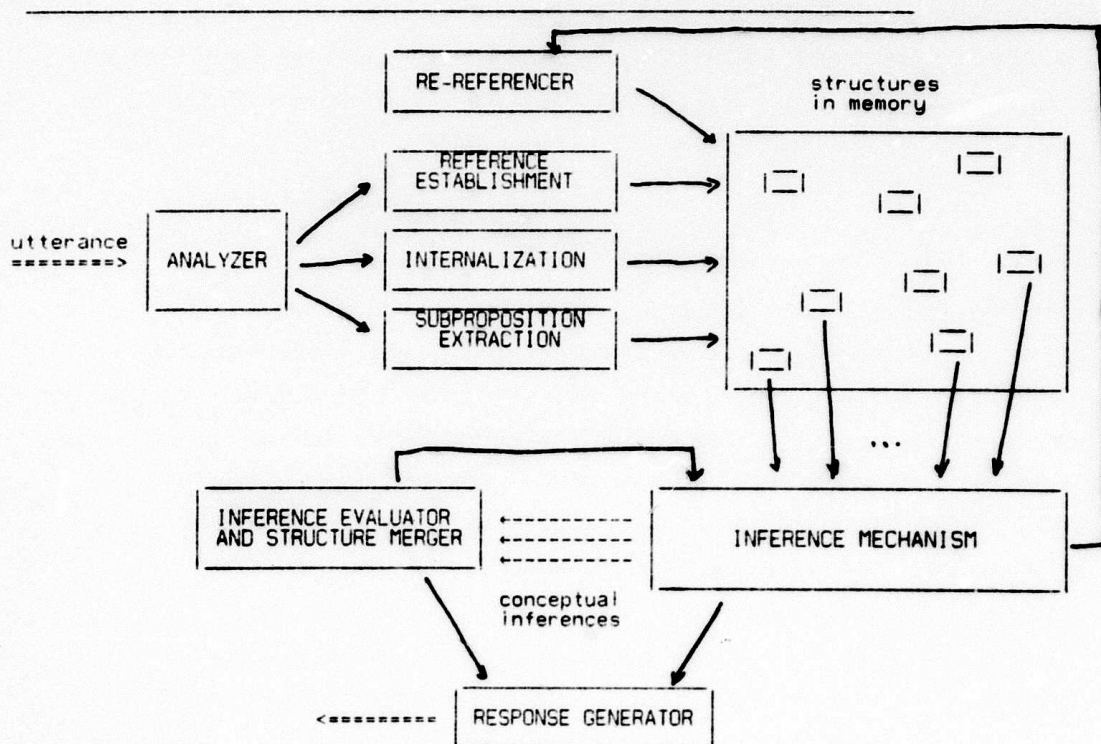 RE-REFERENCER
structures
in memory
REFERENCE
ESTABLISHMENT
utterance
========>
ANALYZER
INTERNALIZATION
SUBPROPOSITION
EXTRACTION
...
INFERENCE EVALUATOR
AND STRUCTURE MERGER
INFERENCE MECHANISM
conceptual
inferences
<========
RESPONSE GENERATOR